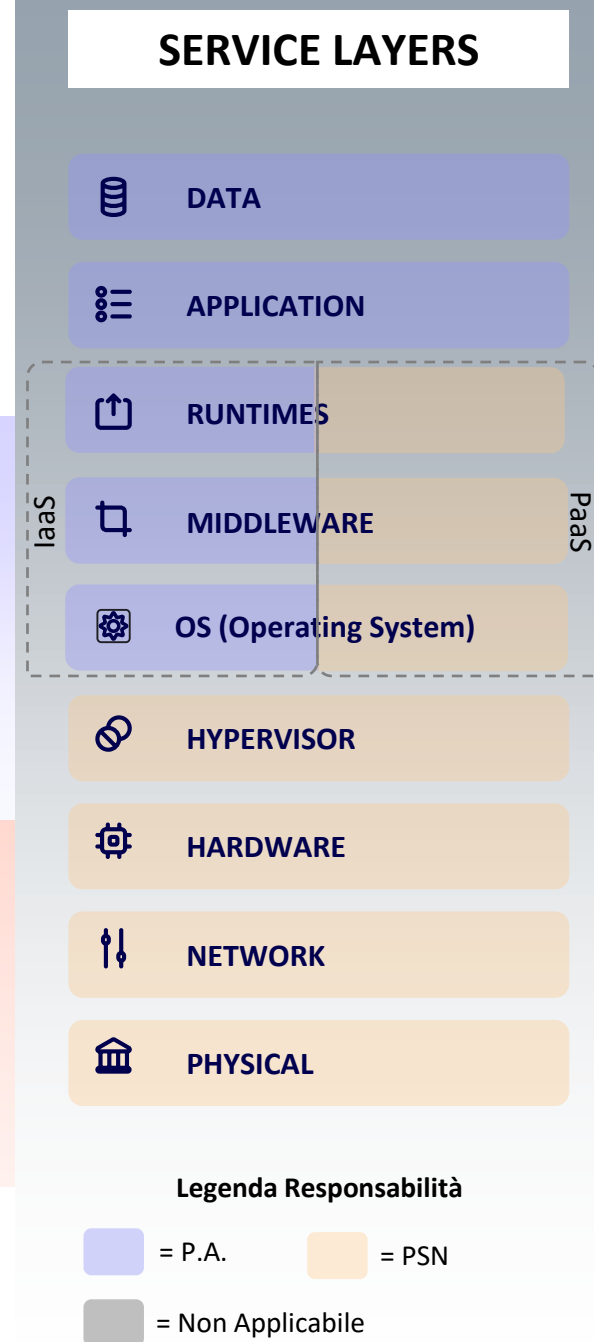 SERVICE LAYERS
DATA
APPLICATION
RUNTIMES
MIDDLEWARE
OS (Operating System)
IaaS
PaaS
HYPERVISOR
HARDWARE
NETWORK
PHYSICAL
Legenda Responsabilità
= P.A.
= PSN
= Non Applicabile